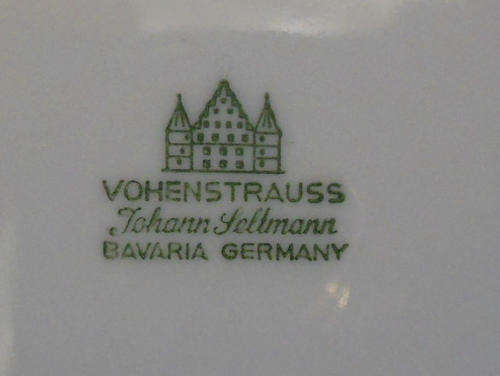 VOHENSTRAUSS
Johann Seltmann
BAVARIA GERMANY